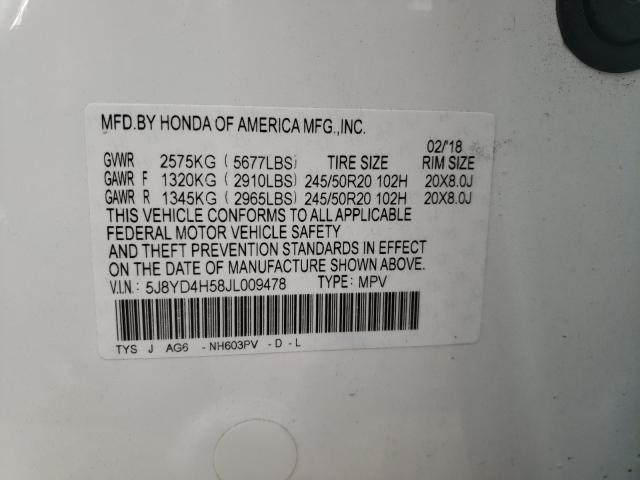 MFD.BY HONDA OF AMERICA MFG.,INC.
02/'18
GVWR 2575KG ( 5677LBS) TIRE SIZE RIM SIZE
GAWR F 1320KG ( 2910LBS) 245/50R20 102H 20X8.0J
GAWR R 1345KG ( 2965LBS) 245/50R20 102H 20X8.0J
THIS VEHICLE CONFORMS TO ALL APPLICABLE
FEDERAL MOTOR VEHICLE SAFETY
AND THEFT PREVENTION STANDARDS IN EFFECT
ON THE DATE OF MANUFACTURE SHOWN ABOVE.
V.I.N.: 5J8YD4H58JL009478 TYPE: MPV
TYS J AG6 - NH603PV - D - L